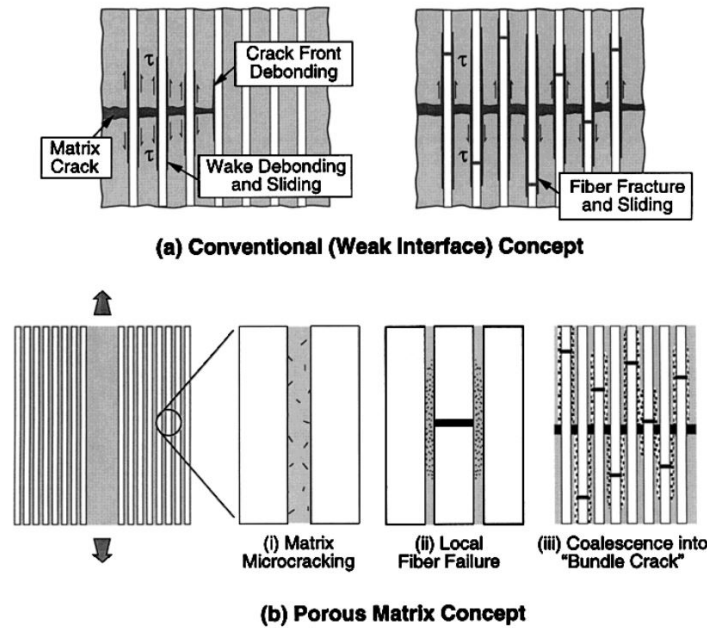 τ
Crack Front
Debonding
Matrix
Crack
τ
Wake Debonding
and Sliding
τ
τ
Fiber Fracture
and Sliding
(a) Conventional (Weak Interface) Concept
(i) Matrix
Microcracking
(ii) Local
Fiber Failure
(iii) Coalescence into
"Bundle Crack"
(b) Porous Matrix Concept